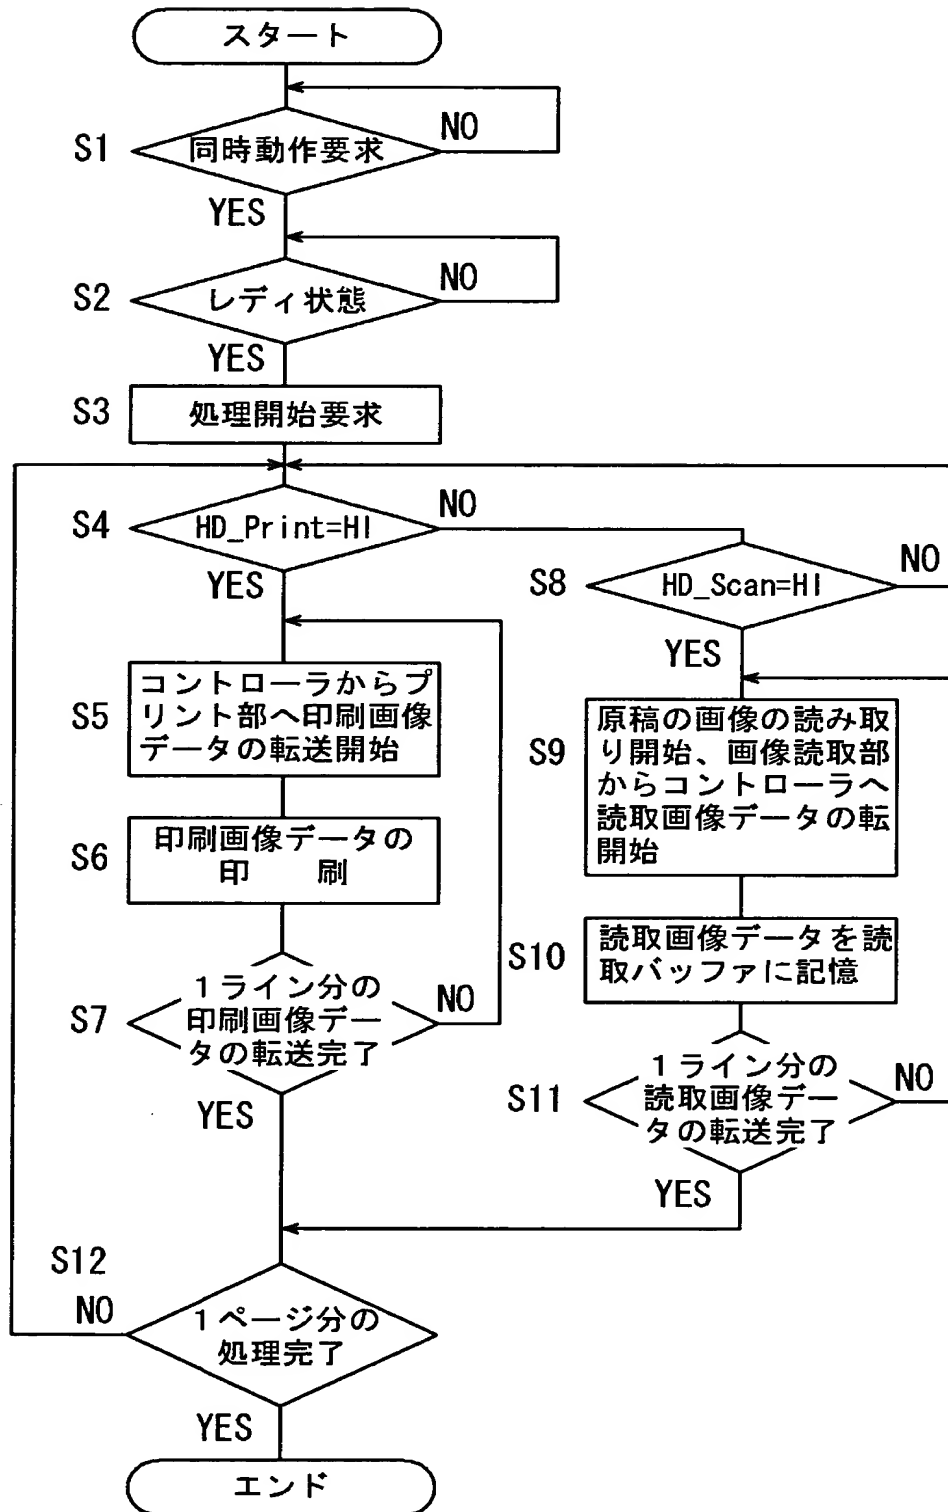 スタート
S1
同時動作要求
NO
YES
S2
レディ状態
NO
YES
S3
処理開始要求
S4
HD_Print=HI
NO
YES
S8
HD_Scan=HI
NO
YES
S5
コントローラからプ
リント部へ印刷画像
データの転送開始
S9
原稿の画像の読み取
り開始、画像読取部
からコントローラへ
読取画像データの転
開始
S6
印刷画像データの
印 刷
S10
読取画像データを読
取バッファに記憶
S7
1ライン分の
印刷画像デー
タの転送完了
NO
YES
S11
1ライン分の
読取画像デー
タの転送完了
NO
YES
S12
1ページ分の
処理完了
NO
YES
エンド